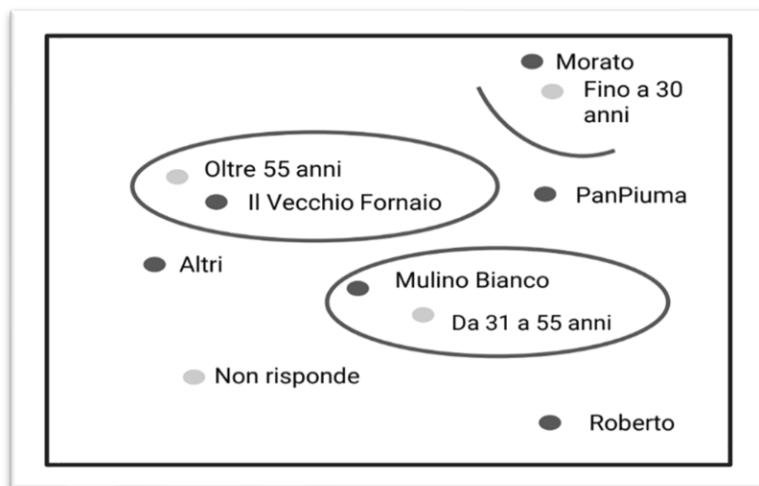 Morato
Fino a 30
anni
Oltre 55 anni
Il Vecchio Fornaio
PanPiuma
Altri
Mulino Bianco
Da 31 a 55 anni
Non risponde
Roberto